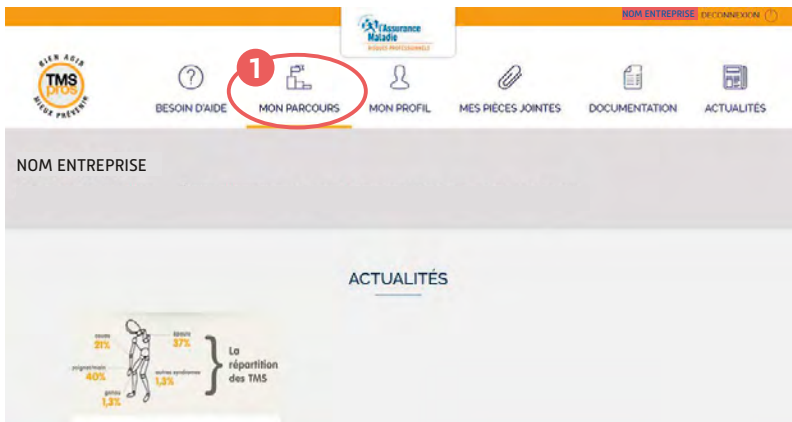 NOM ENTREPRISE DECONNEXION
l'Assurance
Maladie
RISQUES PROFESSIONNELS
BIEN AGIR
TMS
pros
MIEUX PRÉVENIR
1
BESOIN D'AIDE
MON PARCOURS
MON PROFIL
MES PIÈCES JOINTES
DOCUMENTATION
ACTUALITÉS
NOM ENTREPRISE
ACTUALITÉS
coude
21%
épaule
37%
poignet/main
40%
autres syndromes
1,3%
genou
1,3%
La
répartition
des TMS